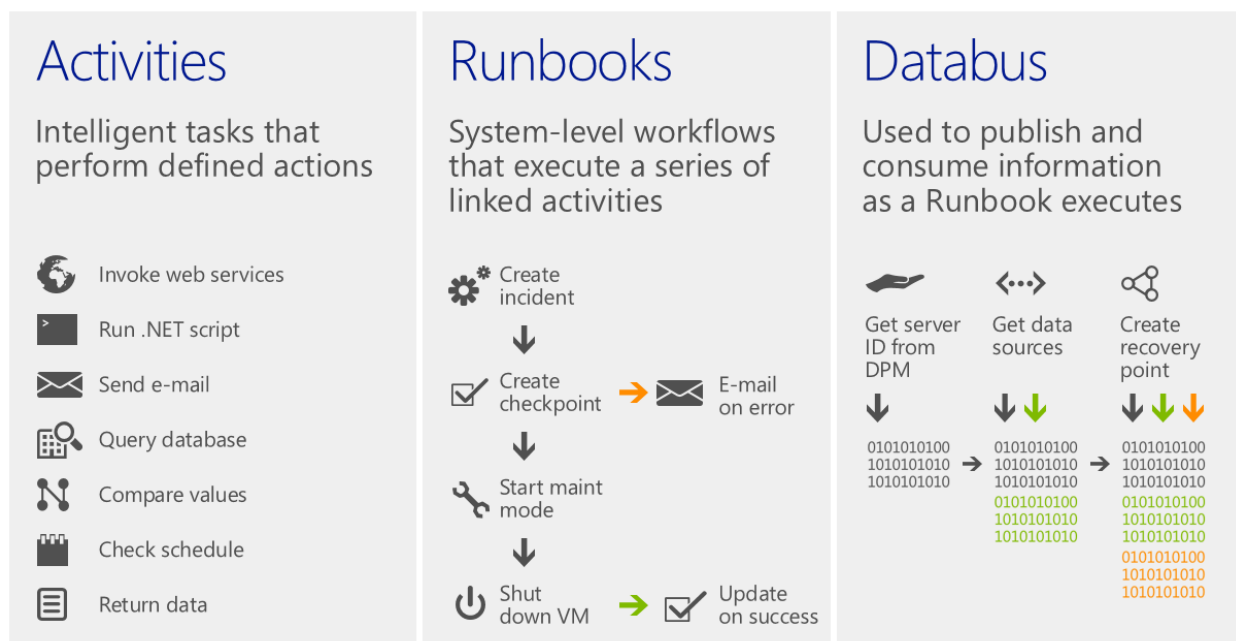 Activities
Intelligent tasks that
perform defined actions
Invoke web services
>
Run .NET script
Send e-mail
Query database
Compare values
Check schedule
Return data
Runbooks
System-level workflows
that execute a series of
linked activities
Create
incident
Create
checkpoint
E-mail
on error
Start maint
mode
Shut
down VM
Update
on success
Databus
Used to publish and
consume information
as a Runbook executes
Get server
ID from
DPM
0101010100
1010101010
1010101010
Get data
sources
0101010100
1010101010
1010101010
0101010100
1010101010
1010101010
Create
recovery
point
0101010100
1010101010
1010101010
0101010100
1010101010
1010101010
0101010100
1010101010
1010101010